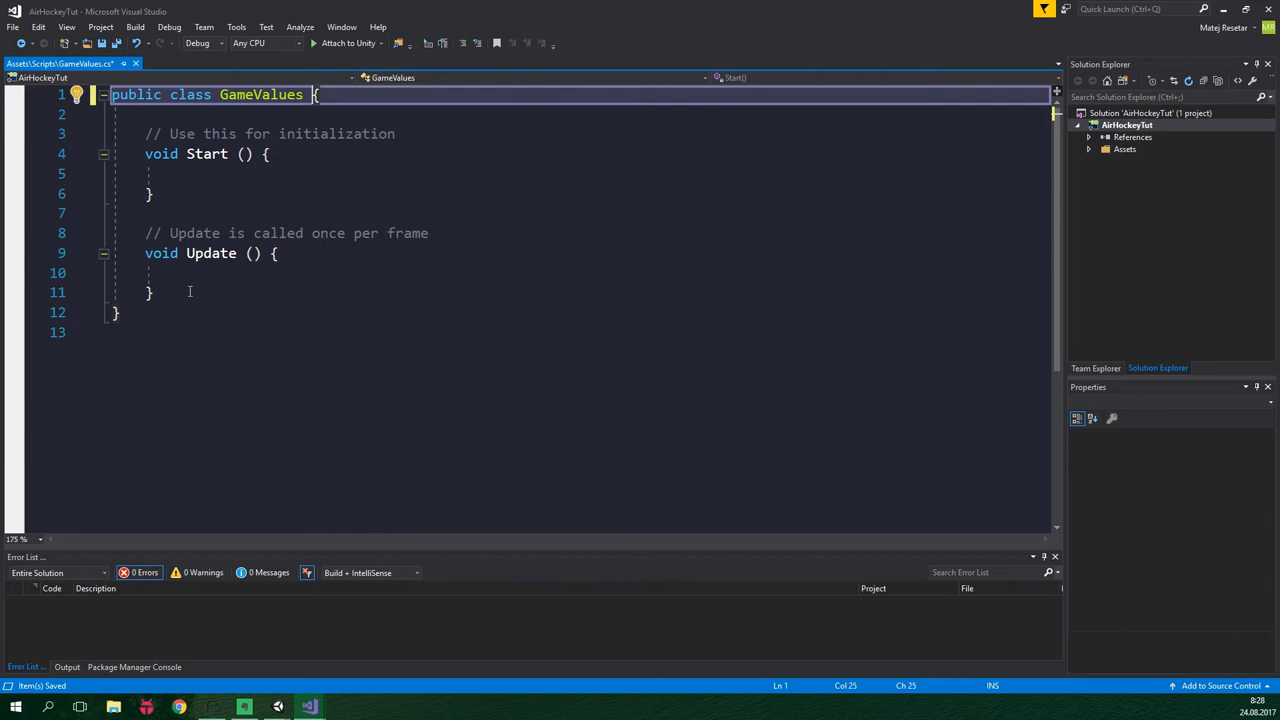 AirHockeyTut - Microsoft Visual Studio
Quick Launch (Ctrl+Q)
File Edit View Project Build Debug Team Tools Test Analyze Window Help
Matej Resetar MR
Debug Any CPU Attach to Unity
Assets\Scripts\GameValues.cs*
Solution Explorer
AirHockeyTut GameValues Start()
1 public class GameValues {
2
3 // Use this for initialization
4 void Start () {
5
6 }
7
8 // Update is called once per frame
9 void Update () {
10
11 }
12 }
13
Search Solution Explorer (Ctrl+;)
Solution 'AirHockeyTut' (1 project)
AirHockeyTut
References
Assets
Team Explorer Solution Explorer
Properties
175 %
Error List ...
Entire Solution 0 Errors 0 Warnings 0 Messages Build + IntelliSense Search Error List
Code Description Project File
Error List ... Output Package Manager Console
Item(s) Saved Ln 1 Col 25 Ch 25 INS Add to Source Control
8:28
24.08.2017